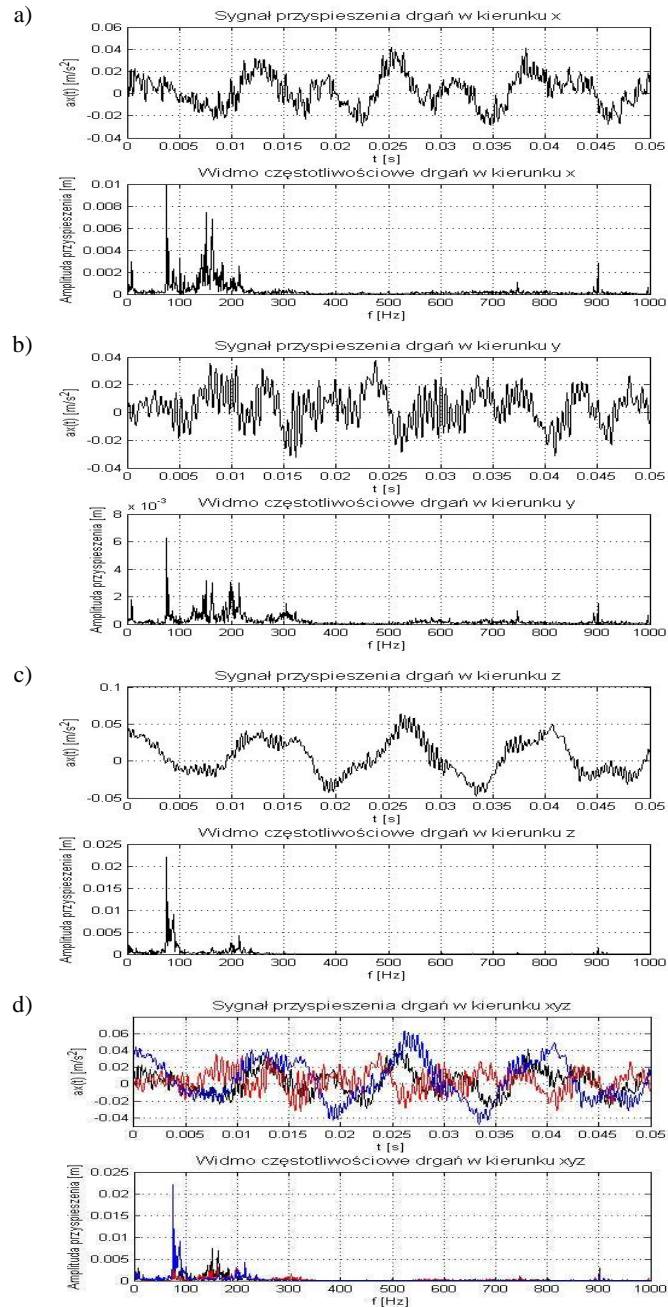 a)
Sygnał przyspieszenia drgań w kierunku x
ax(t) [m/s²]
0.06
0.04
0.02
0
-0.02
-0.04
0 0.005 0.01 0.015 0.02 0.025 0.03 0.035 0.04 0.045 0.05
t [s]
Widmo częstotliwościowe drgań w kierunku x
Amplituda przyspieszenia [m]
0.01
0.008
0.006
0.004
0.002
0
0 100 200 300 400 500 600 700 800 900 1000
f [Hz]
b)
Sygnał przyspieszenia drgań w kierunku y
ax(t) [m/s²]
0.04
0.02
0
-0.02
-0.04
0 0.005 0.01 0.015 0.02 0.025 0.03 0.035 0.04 0.045 0.05
t [s]
Widmo częstotliwościowe drgań w kierunku y
Amplituda przyspieszenia [m]
x 10⁻³
8
6
4
2
0
0 100 200 300 400 500 600 700 800 900 1000
f [Hz]
c)
Sygnał przyspieszenia drgań w kierunku z
ax(t) [m/s²]
0.1
0.05
0
-0.05
0 0.005 0.01 0.015 0.02 0.025 0.03 0.035 0.04 0.045 0.05
t [s]
Widmo częstotliwościowe drgań w kierunku z
Amplituda przyspieszenia [m]
0.025
0.02
0.015
0.01
0.005
0
0 100 200 300 400 500 600 700 800 900 1000
f [Hz]
d)
Sygnał przyspieszenia drgań w kierunku xyz
ax(t) [m/s²]
0.06
0.04
0.02
0
-0.02
-0.04
0 0.005 0.01 0.015 0.02 0.025 0.03 0.035 0.04 0.045 0.05
t [s]
Widmo częstotliwościowe drgań w kierunku xyz
Amplituda przyspieszenia [m]
0.025
0.02
0.015
0.01
0.005
0
0 100 200 300 400 500 600 700 800 900 1000
f [Hz]